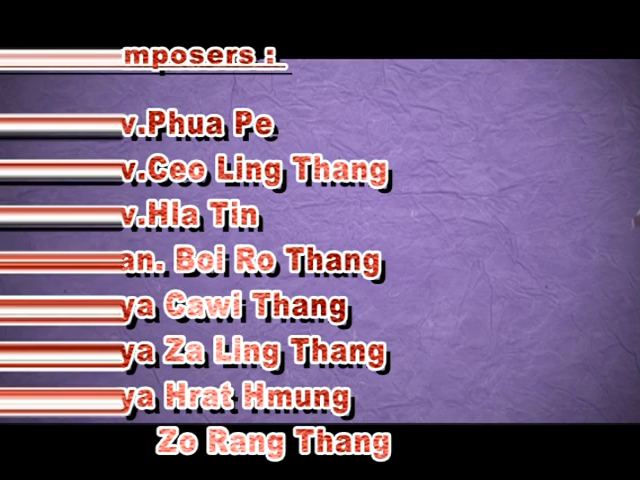 mposers :
v.Phua Pe
v.Ceo Ling Thang
v.Hla Tin
an. Boi Ro Thang
ya Cawi Thang
ya Za Ling Thang
ya Hrat Hmung
Zo Rang Thang